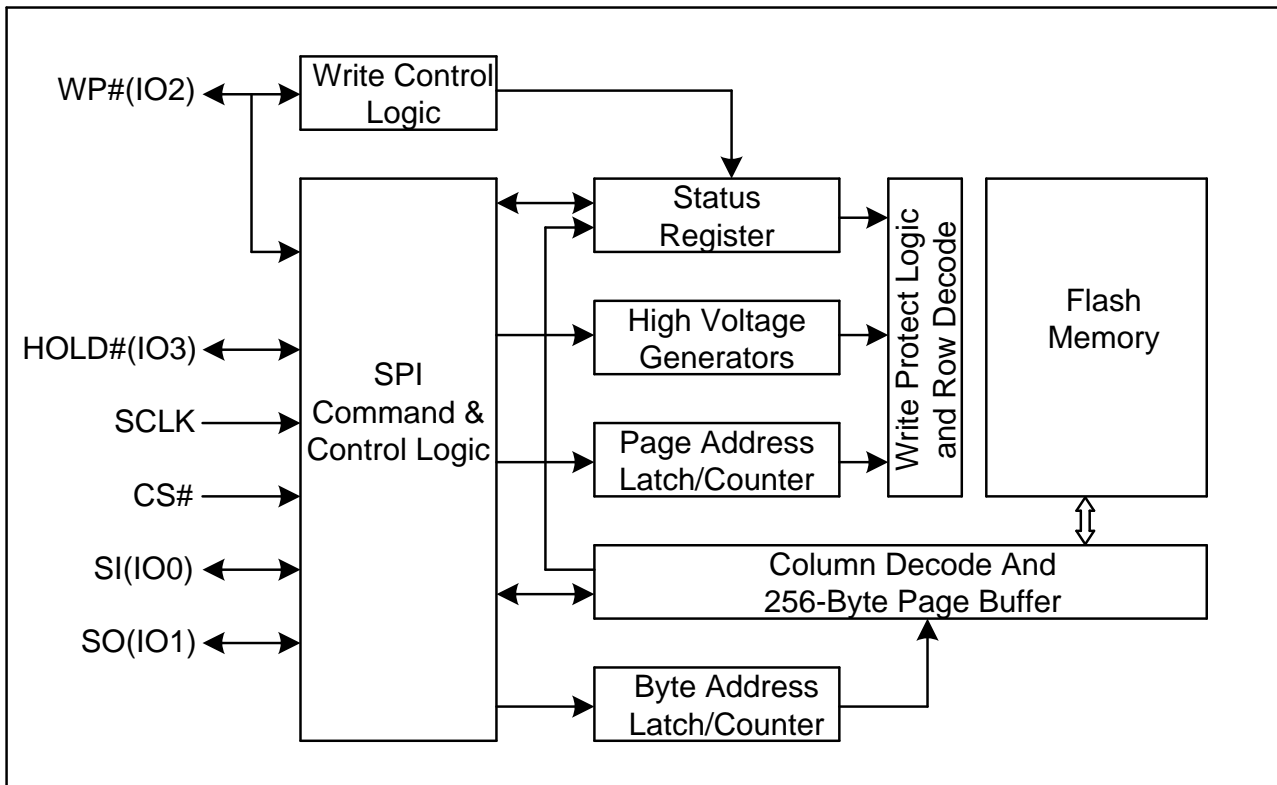 WP#(IO2)
Write Control
Logic
Status
Register
Write Protect Logic
and Row Decode
Flash
Memory
HOLD#(IO3)
High Voltage
Generators
SPI
Command &
Control Logic
SCLK
Page Address
Latch/Counter
CS#
SI(IO0)
Column Decode And
256-Byte Page Buffer
SO(IO1)
Byte Address
Latch/Counter